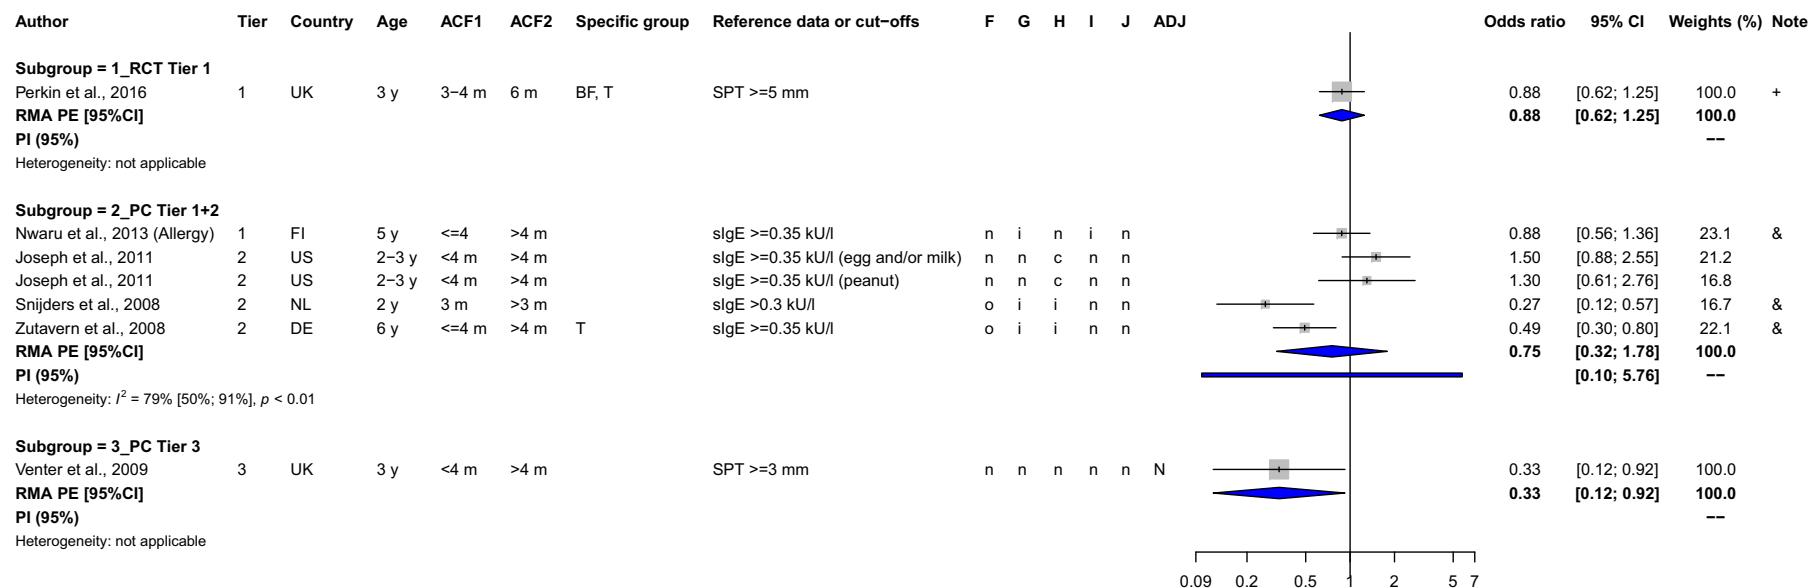 Author Tier Country Age ACF1 ACF2 Specific group Reference data or cut−offs F G H I J ADJ Odds ratio 95% CI Weights (%) Note
Subgroup = 1_RCT Tier 1
Perkin et al., 2016 1 UK 3 y 3−4 m 6 m BF, T SPT >=5 mm 0.88 [0.62; 1.25] 100.0 +
RMA PE [95%CI] 0.88 [0.62; 1.25] 100.0
PI (95%) −−
Heterogeneity: not applicable
Subgroup = 2_PC Tier 1+2
Nwaru et al., 2013 (Allergy) 1 FI 5 y <=4 >4 m sIgE >=0.35 kU/l n i n i n 0.88 [0.56; 1.36] 23.1 &
Joseph et al., 2011 2 US 2−3 y <4 m >4 m sIgE >=0.35 kU/l (egg and/or milk) n n c n n 1.50 [0.88; 2.55] 21.2
Joseph et al., 2011 2 US 2−3 y <4 m >4 m sIgE >=0.35 kU/l (peanut) n n c n n 1.30 [0.61; 2.76] 16.8
Snijders et al., 2008 2 NL 2 y 3 m >3 m sIgE >0.3 kU/l o i i n n 0.27 [0.12; 0.57] 16.7 &
Zutavern et al., 2008 2 DE 6 y <=4 m >4 m T sIgE >=0.35 kU/l o i i n n 0.49 [0.30; 0.80] 22.1 &
RMA PE [95%CI] 0.75 [0.32; 1.78] 100.0
PI (95%) [0.10; 5.76] −−
Heterogeneity: I² = 79% [50%; 91%], p < 0.01
Subgroup = 3_PC Tier 3
Venter et al., 2009 3 UK 3 y <4 m >4 m SPT >=3 mm n n n n n N 0.33 [0.12; 0.92] 100.0
RMA PE [95%CI] 0.33 [0.12; 0.92] 100.0
PI (95%) −−
Heterogeneity: not applicable
0.09 0.2 0.5 1 2 5 7